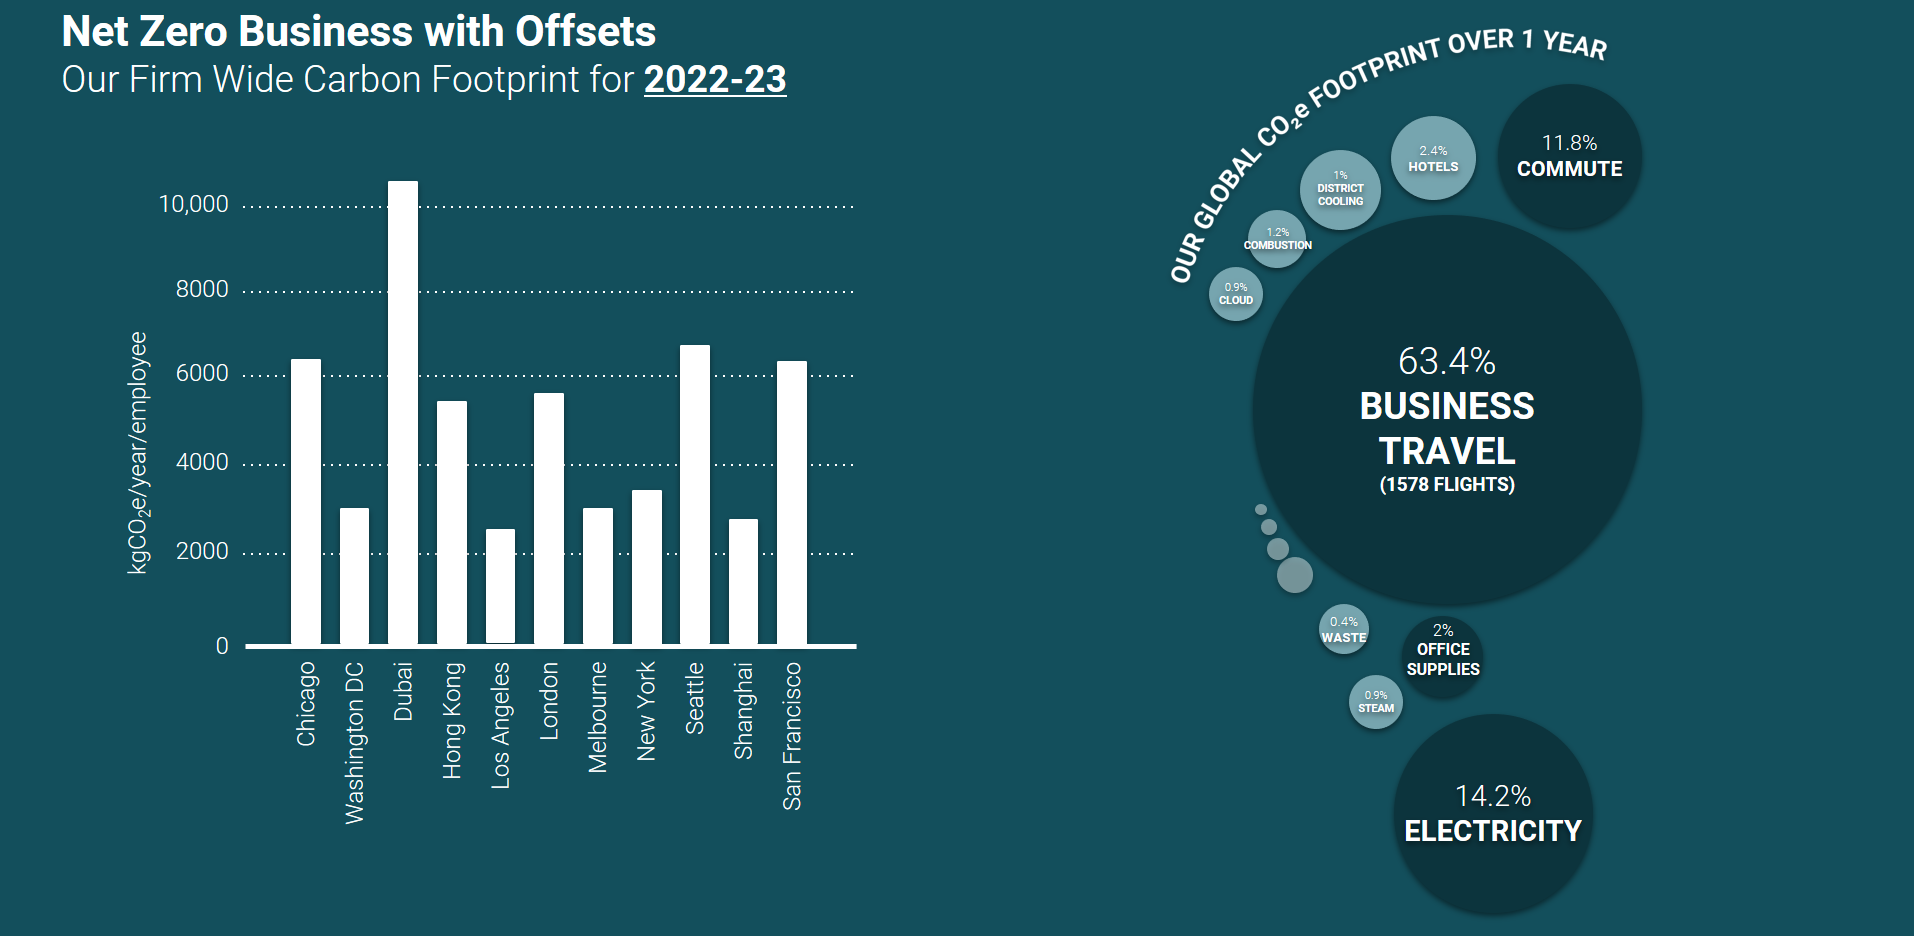 Net Zero Business with Offsets
Our Firm Wide Carbon Footprint for 2022-23
kgCO₂e/year/employee
10,000
8000
6000
4000
2000
0
Chicago
Washington DC
Dubai
Hong Kong
Los Angeles
London
Melbourne
New York
Seattle
Shanghai
San Francisco
OUR GLOBAL CO₂e FOOTPRINT OVER 1 YEAR
11.8%
COMMUTE
2.4%
HOTELS
1%
DISTRICT
COOLING
1.2%
COMBUSTION
0.9%
CLOUD
63.4%
BUSINESS
TRAVEL
(1578 FLIGHTS)
0.4%
WASTE
2%
OFFICE
SUPPLIES
0.9%
STEAM
14.2%
ELECTRICITY